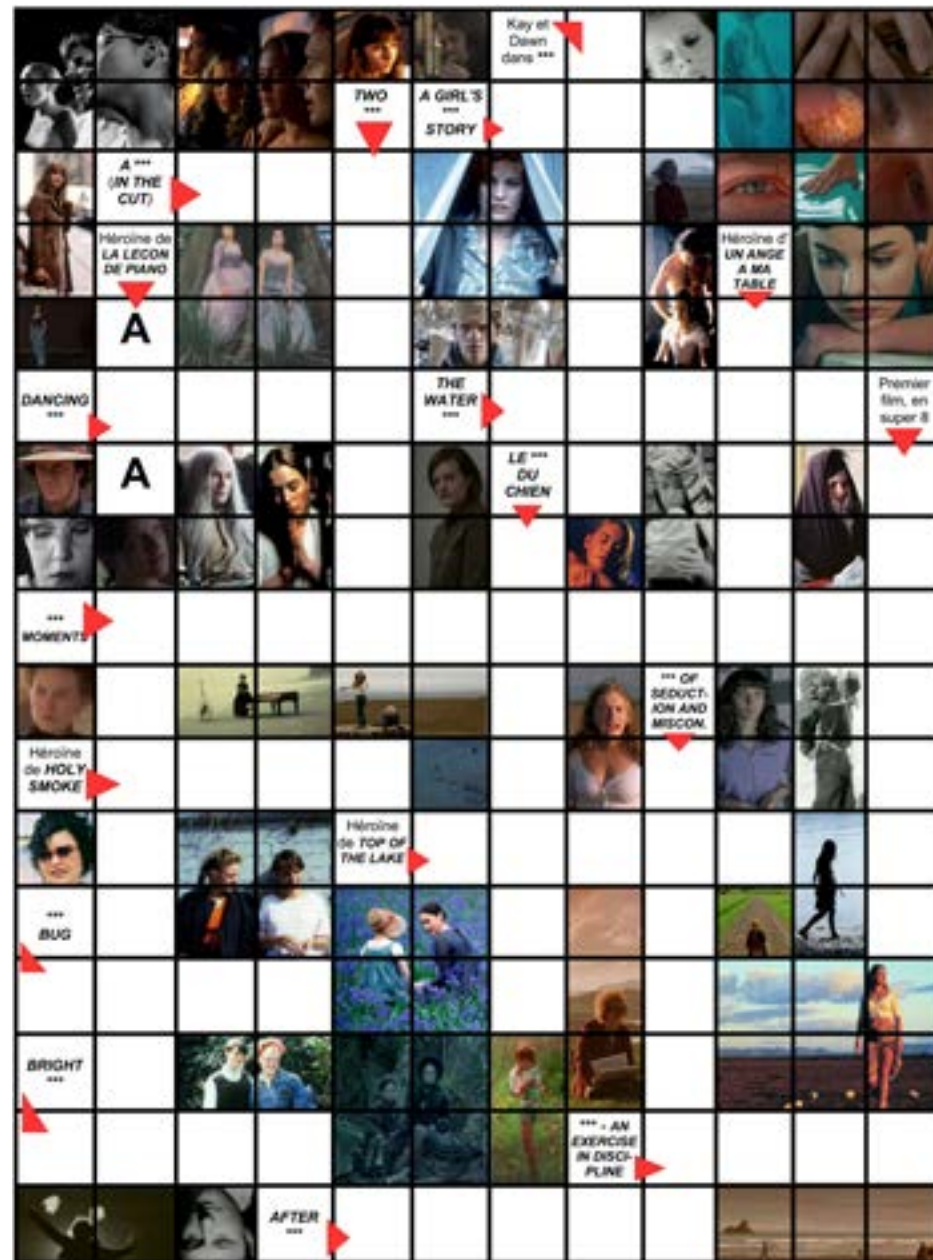 Kay et
Dawn
dans ***
TWO
***
A GIRL'S
***
STORY
A ***
(IN THE
CUT)
Héroïne de
LA LECON
DE PIANO
Héroïne d'
UN ANGE
A MA
TABLE
A
DANCING
***
THE
WATER
***
Premier
film, en
super 8
A
LE ***
DU
CHIEN
***
MOMENTS
*** OF
SEDUCT-
ION AND
MISCON.
Héroïne
de HOLY
SMOKE
Héroïne
de TOP OF
THE LAKE
***
BUG
BRIGHT
***
*** - AN
EXERCISE
IN DISCI-
PLINE
AFTER
***